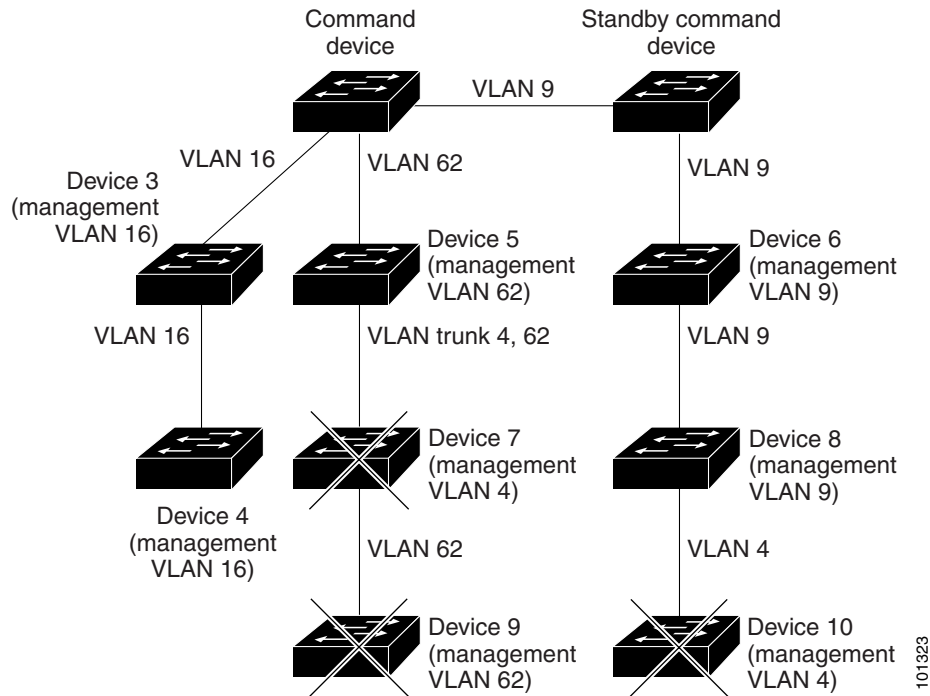 Command
device
Standby command
device
VLAN 9
VLAN 16
VLAN 62
VLAN 9
Device 3
(management
VLAN 16)
Device 5
(management
VLAN 62)
Device 6
(management
VLAN 9)
VLAN 16
VLAN trunk 4, 62
VLAN 9
Device 7
(management
VLAN 4)
Device 8
(management
VLAN 9)
Device 4
(management
VLAN 16)
VLAN 62
VLAN 4
Device 9
(management
VLAN 62)
Device 10
(management
VLAN 4)
101323